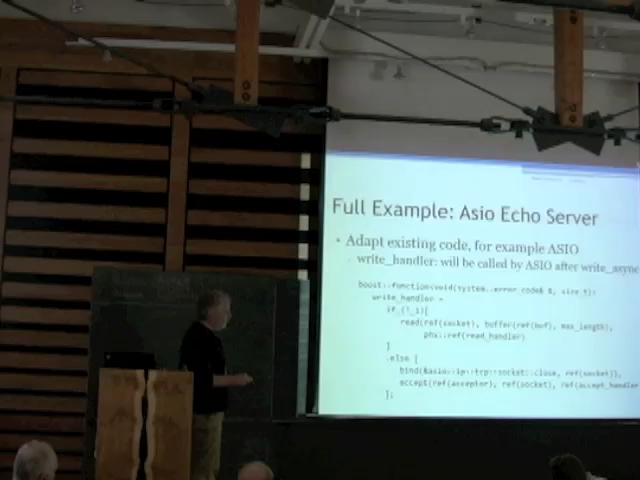 Full Example: Asio Echo Server
• Adapt existing code, for example ASIO
write_handler: will be called by ASIO after write_async
boost::function<void(system::error_code& 0, size_t)>
write_handler =
if_(!_1)[
read(ref(socket), buffer(ref(buf), max_length),
phx::ref(read_handler)
]
.else [
bind(&asio::ip::tcp::socket::close, ref(socket)),
accept(ref(acceptor), ref(socket), ref(accept_handler
];